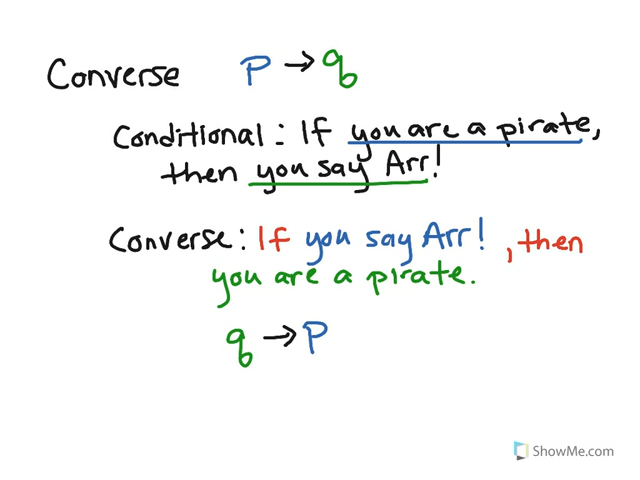 Converse P → q
Conditional: If you are a pirate,
then you say Arr!
Converse: If you say Arr!, then
you are a pirate.
q → P
ShowMe.com